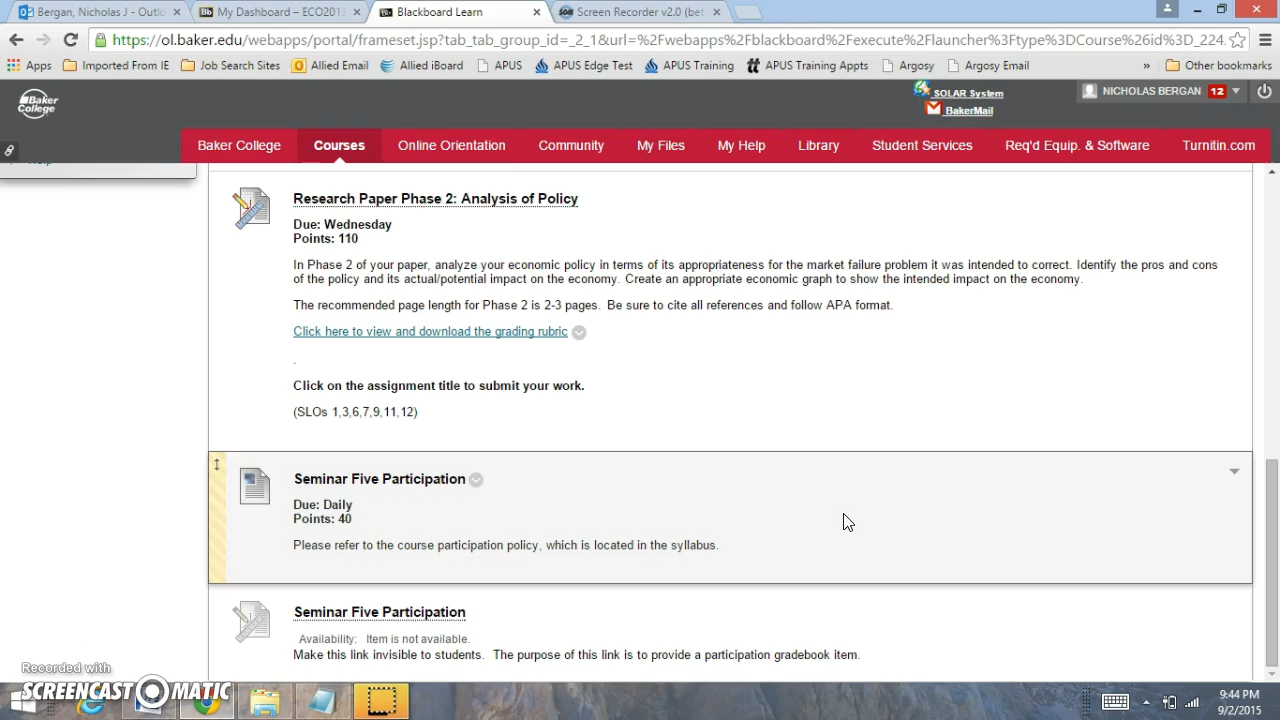 Bergan, Nicholas J - Outlo
My Dashboard – ECO2013
Blackboard Learn
Screen Recorder v2.0 (bet
https://ol.baker.edu/webapps/portal/frameset.jsp?tab_tab_group_id=_2_1&url=%2Fwebapps%2Fblackboard%2Fexecute%2Flauncher%3Ftype%3DCourse%26id%3D_224.
Apps
Imported From IE
Job Search Sites
Allied Email
Allied iBoard
APUS
APUS Edge Test
APUS Training
APUS Training Appts
Argosy
Argosy Email
»
Other bookmarks
Baker College
SOLAR System
BakerMail
NICHOLAS BERGAN 12
Baker College
Courses
Online Orientation
Community
My Files
My Help
Library
Student Services
Req'd Equip. & Software
Turnitin.com
Research Paper Phase 2: Analysis of Policy
Due: Wednesday
Points: 110
In Phase 2 of your paper, analyze your economic policy in terms of its appropriateness for the market failure problem it was intended to correct. Identify the pros and cons
of the policy and its actual/potential impact on the economy. Create an appropriate economic graph to show the intended impact on the economy.
The recommended page length for Phase 2 is 2-3 pages. Be sure to cite all references and follow APA format.
Click here to view and download the grading rubric
.
Click on the assignment title to submit your work.
(SLOs 1,3,6,7,9,11,12)
Seminar Five Participation
Due: Daily
Points: 40
Please refer to the course participation policy, which is located in the syllabus.
Seminar Five Participation
Availability: Item is not available.
Make this link invisible to students. The purpose of this link is to provide a participation gradebook item.
Recorded with
SCREENCAST-O-MATIC
9:44 PM
9/2/2015